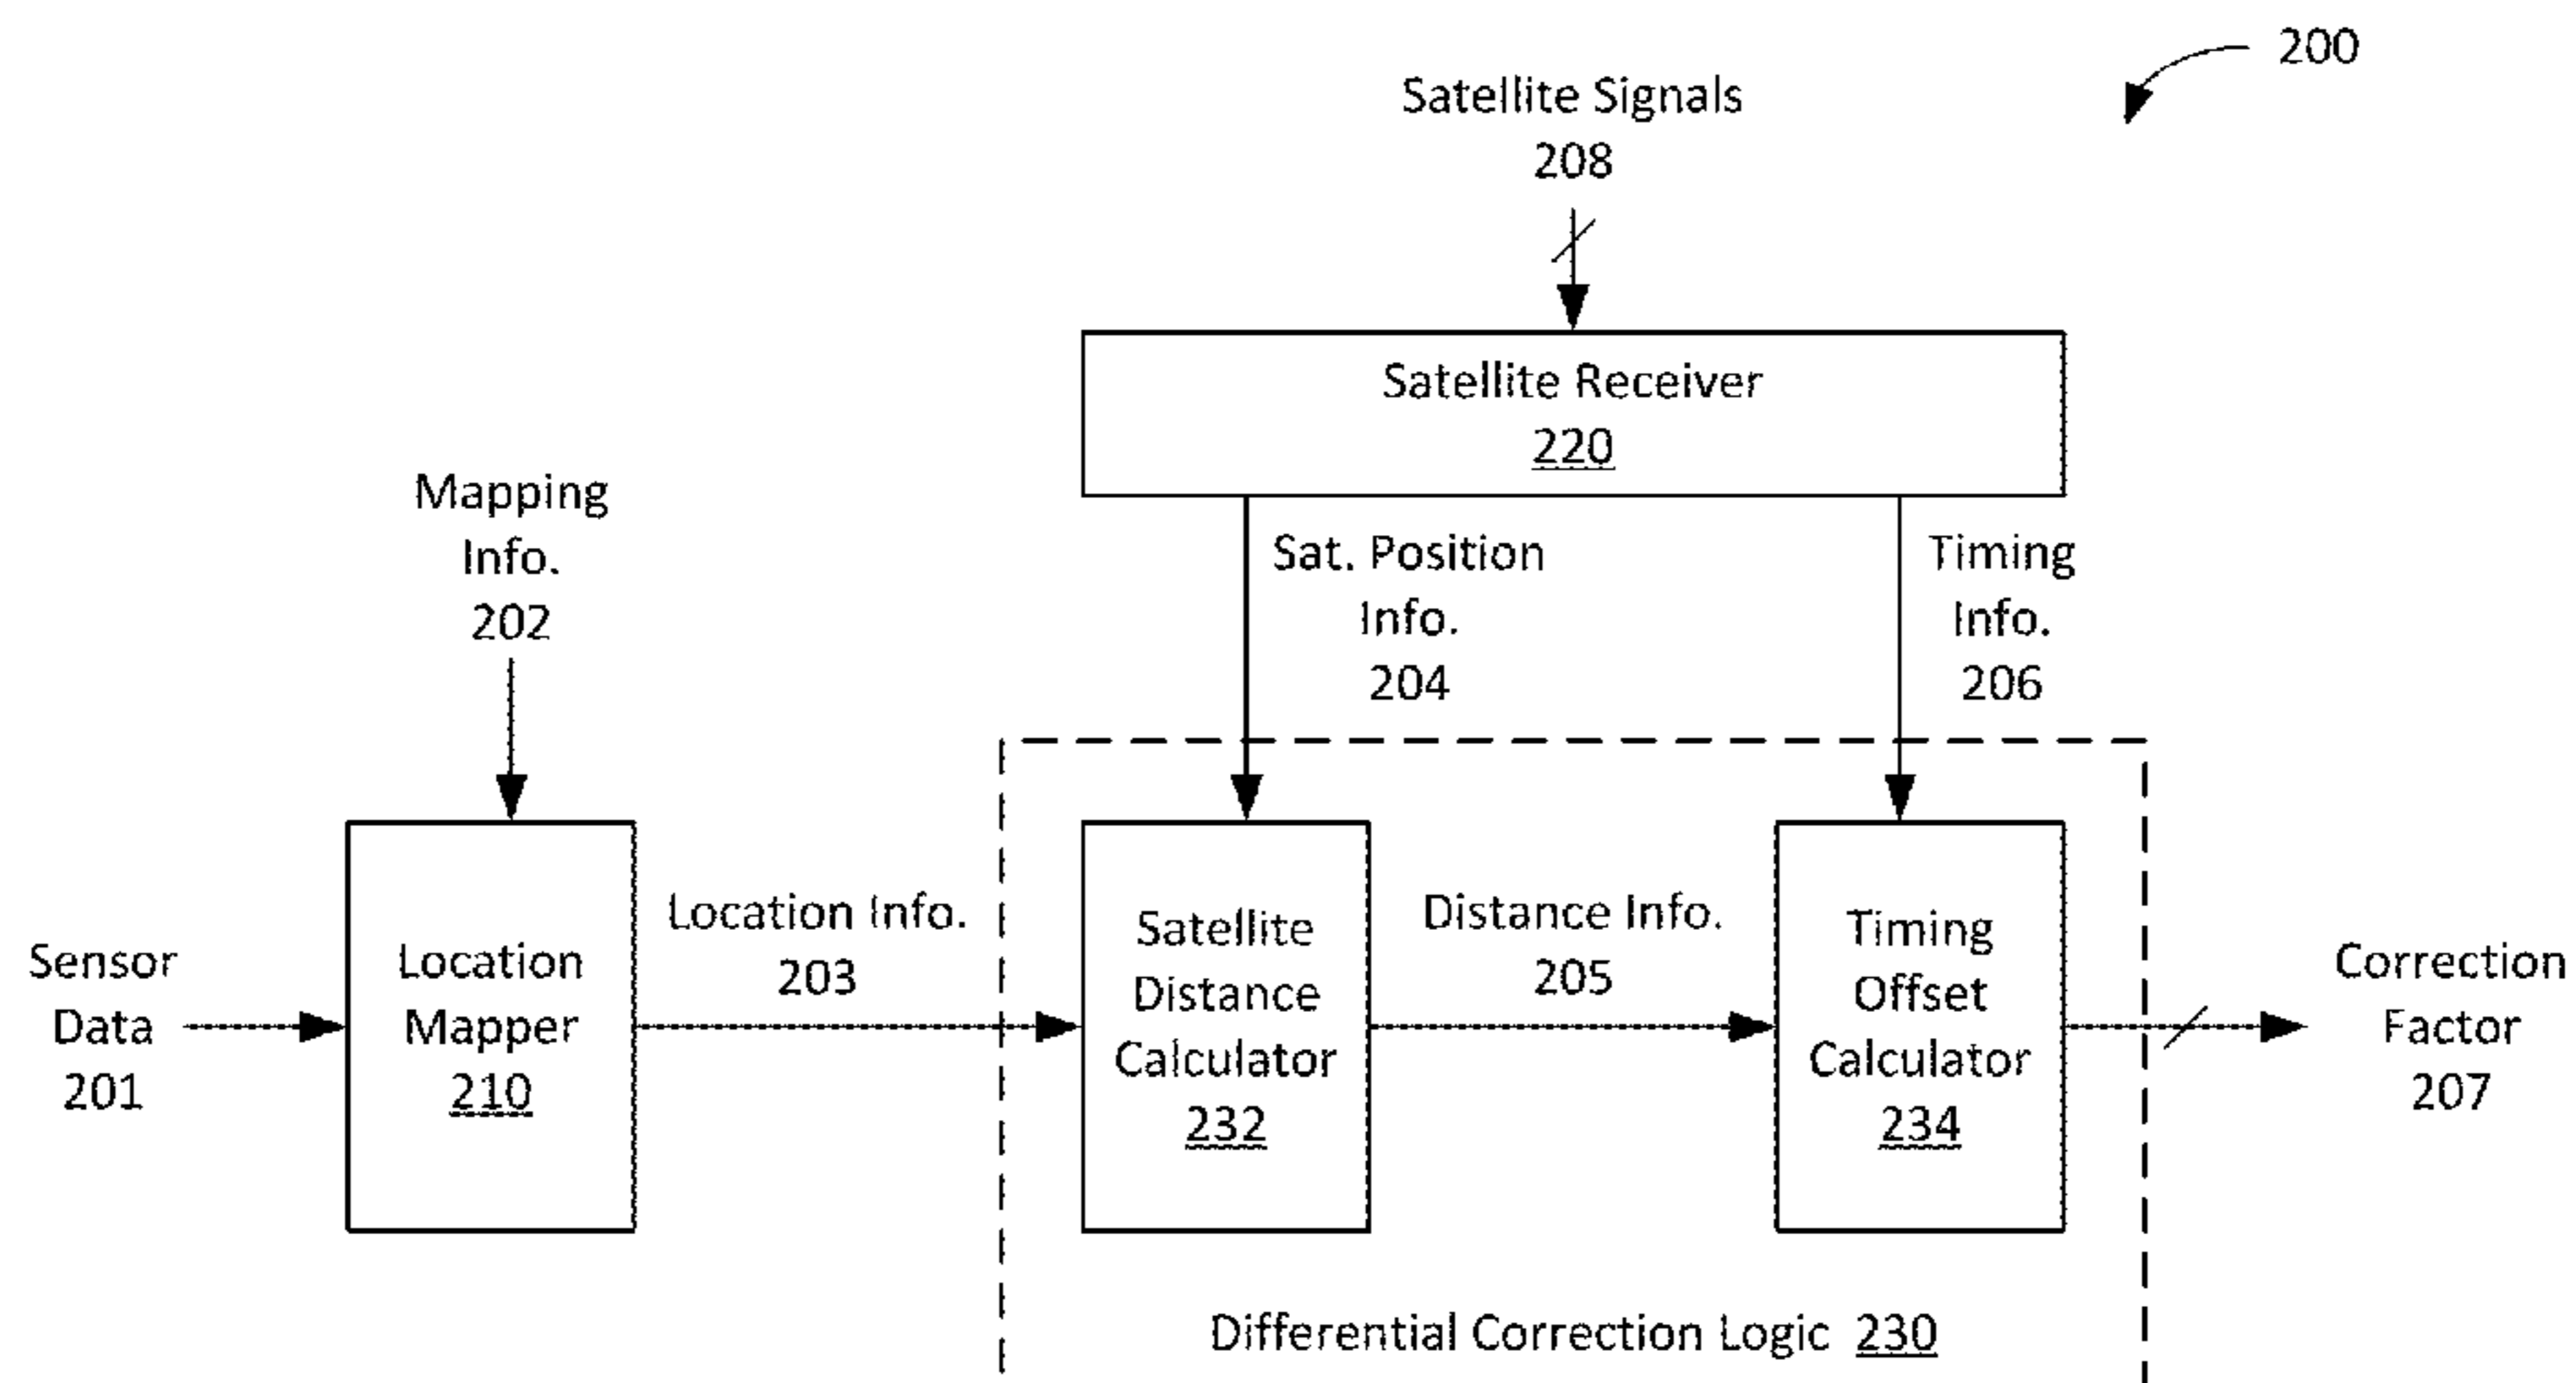 200
Satellite Signals
208
Satellite Receiver
220
Mapping
Info.
202
Sat. Position
Info.
204
Timing
Info.
206
Sensor
Data
201
Location
Mapper
210
Location Info.
203
Satellite
Distance
Calculator
232
Distance Info.
205
Timing
Offset
Calculator
234
Correction
Factor
207
Differential Correction Logic 230